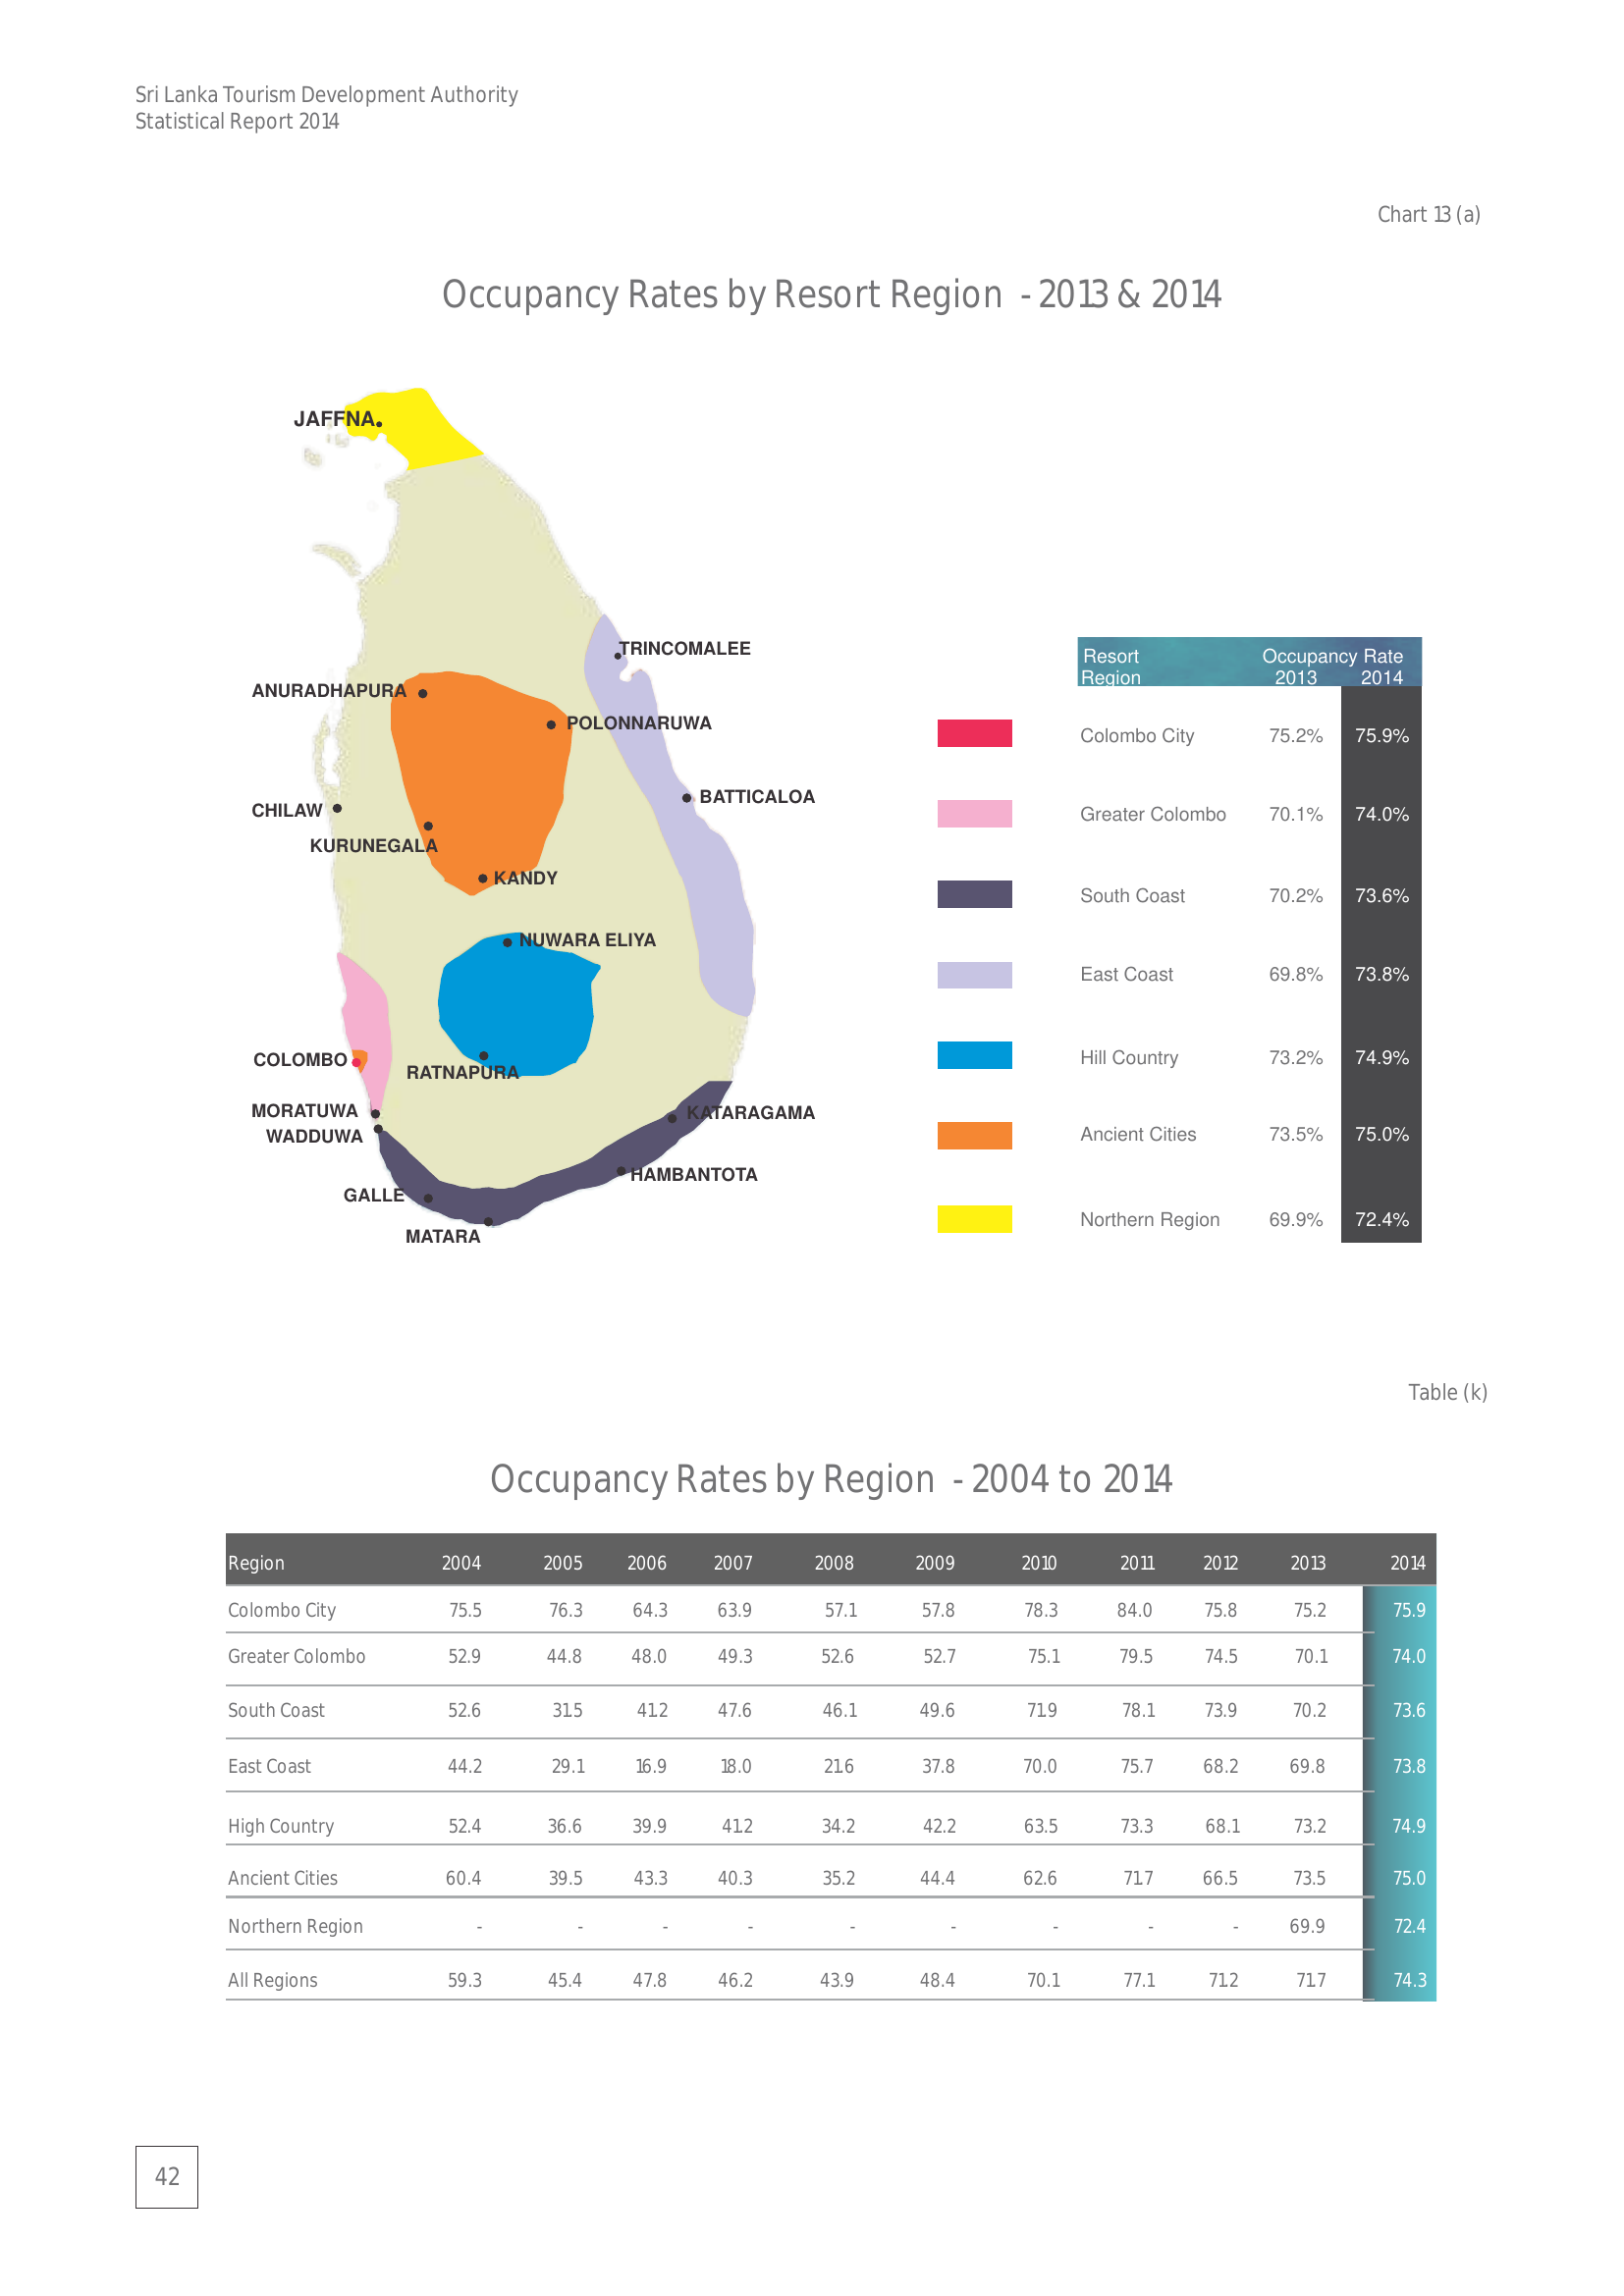 Sri Lanka Tourism Development Authority
Statistical Report 2014
Chart 13 (a)
Occupancy Rates by Resort Region - 2013 & 2014
JAFFNA
TRINCOMALEE
ANURADHAPURA
POLONNARUWA
BATTICALOA
CHILAW
KURUNEGALA
KANDY
NUWARA ELIYA
COLOMBO
RATNAPURA
MORATUWA
KATARAGAMA
WADDUWA
HAMBANTOTA
GALLE
MATARA
Resort Occupancy Rate
Region 2013 2014
Colombo City 75.2% 75.9%
Greater Colombo 70.1% 74.0%
South Coast 70.2% 73.6%
East Coast 69.8% 73.8%
Hill Country 73.2% 74.9%
Ancient Cities 73.5% 75.0%
Northern Region 69.9% 72.4%
Table (k)
Occupancy Rates by Region - 2004 to 2014
Region 2004 2005 2006 2007 2008 2009 2010 2011 2012 2013 2014
Colombo City 75.5 76.3 64.3 63.9 57.1 57.8 78.3 84.0 75.8 75.2 75.9
Greater Colombo 52.9 44.8 48.0 49.3 52.6 52.7 75.1 79.5 74.5 70.1 74.0
South Coast 52.6 31.5 41.2 47.6 46.1 49.6 71.9 78.1 73.9 70.2 73.6
East Coast 44.2 29.1 16.9 18.0 21.6 37.8 70.0 75.7 68.2 69.8 73.8
High Country 52.4 36.6 39.9 41.2 34.2 42.2 63.5 73.3 68.1 73.2 74.9
Ancient Cities 60.4 39.5 43.3 40.3 35.2 44.4 62.6 71.7 66.5 73.5 75.0
Northern Region - - - - - - - - - 69.9 72.4
All Regions 59.3 45.4 47.8 46.2 43.9 48.4 70.1 77.1 71.2 71.7 74.3
42